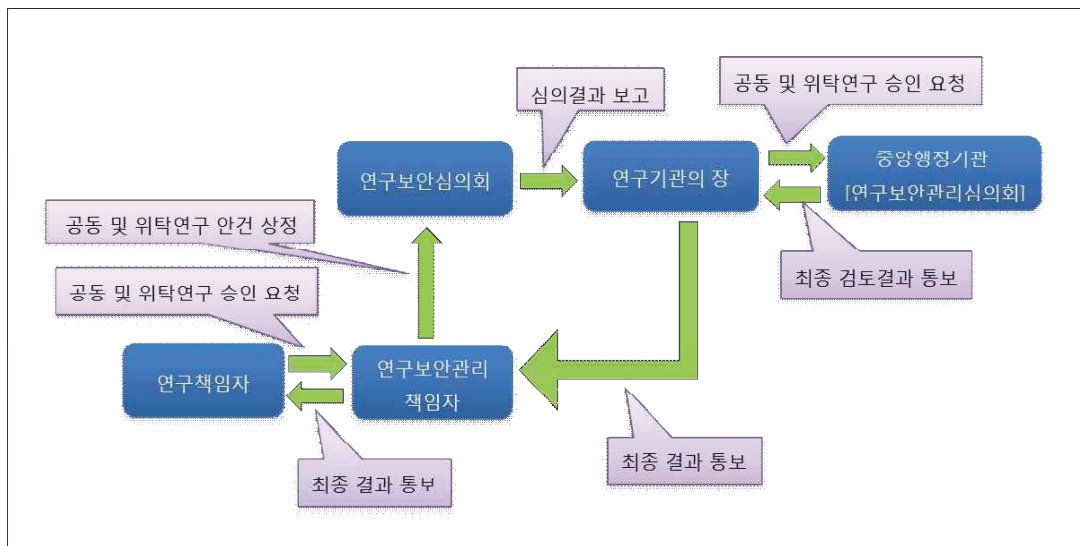 심의결과 보고
공동 및 위탁연구 승인 요청
연구보안심의회
연구기관의 장
중앙행정기관
[연구보안관리심의회]
공동 및 위탁연구 안건 상정
최종 검토결과 통보
공동 및 위탁연구 승인 요청
연구책임자
연구보안관리
책임자
최종 결과 통보
최종 결과 통보